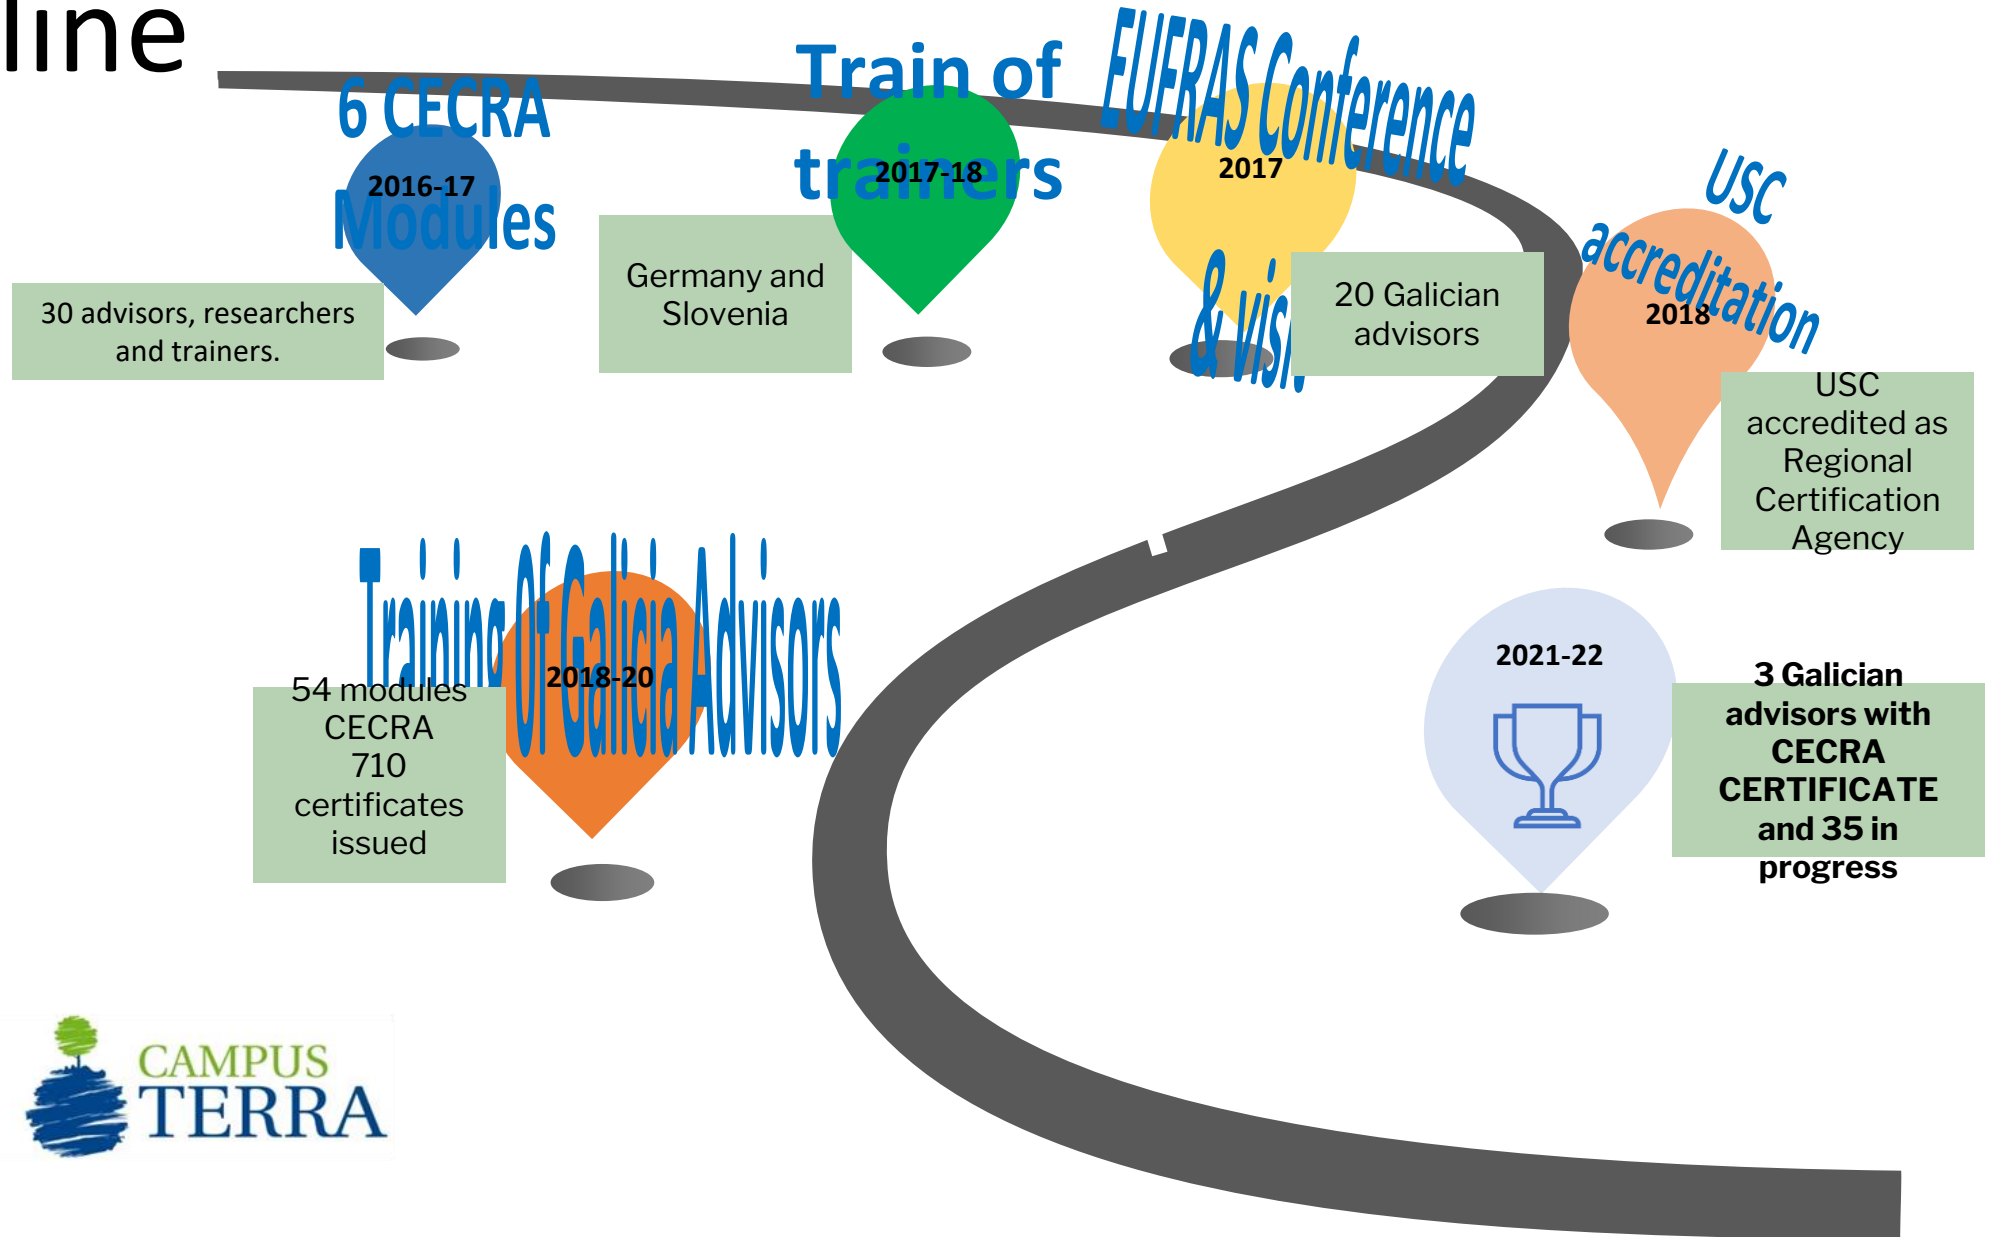 line
6 CECRA
Modules
2016-17
30 advisors, researchers
and trainers.
Train of
trainers
2017-18
Germany and
Slovenia
EUFRAS Conference
&
2017
20 Galician
advisors
USC
accreditation
2018
USC
accredited as
Regional
Certification
Agency
Training Of Galicia Advisors
2018-20
54 modules
CECRA
710
certificates
issued
2021-22
3 Galician
advisors with
CECRA
CERTIFICATE
and 35 in
progress
CAMPUS
TERRA